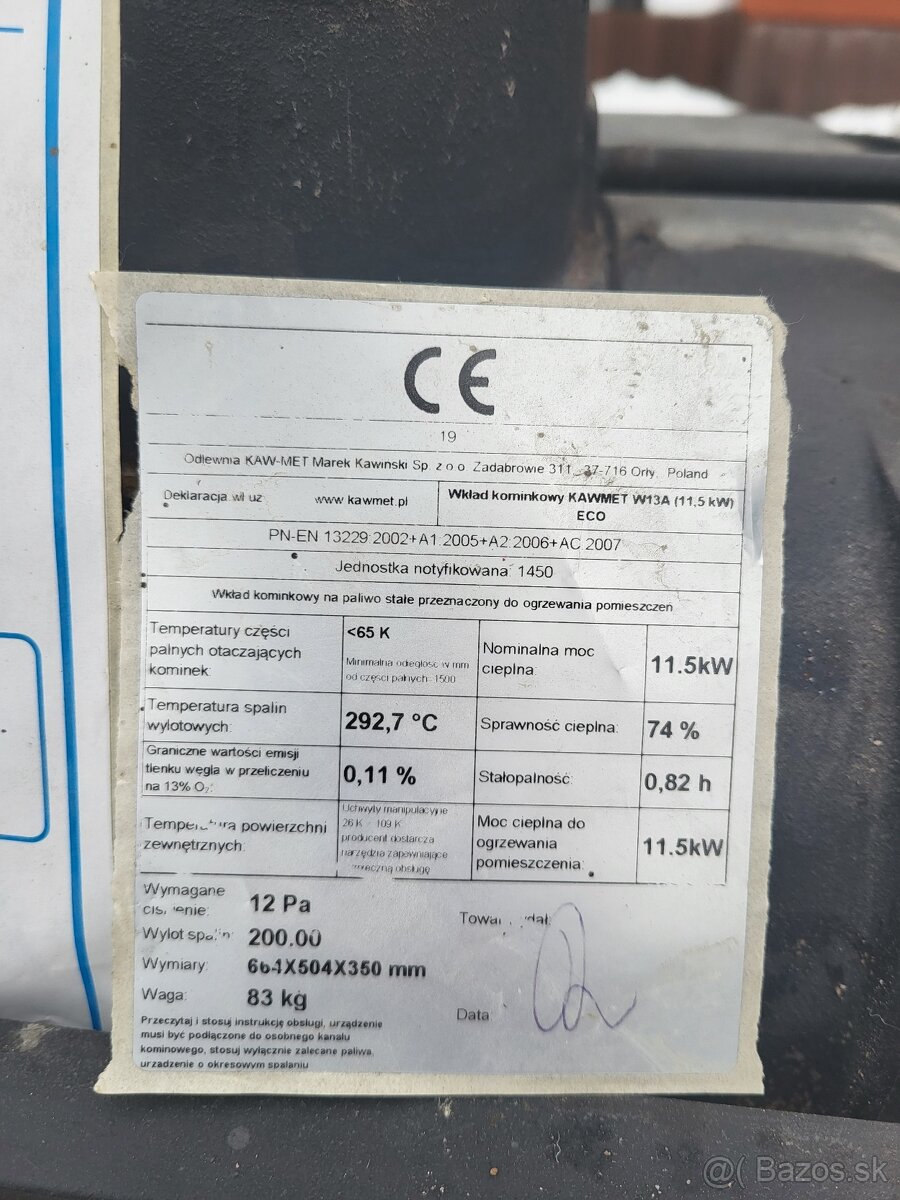 CE
19
Odlewnia KAW-MET Marek Kawiński Sp. z o.o. Zadąbrowie 311, 37-716 Orły, Poland
Deklaracja wł uż www.kawmet.pl
Wkład kominkowy KAWMET W13A (11,5 kW)
ECO
PN-EN 13229:2002+A1:2005+A2:2006+AC:2007
Jednostka notyfikowana: 1450
Wkład kominkowy na paliwo stałe przeznaczony do ogrzewania pomieszczeń
Temperatury części
palnych otaczających
kominek:
<65 K
Minimalna odległość w mm
od części palnych: 1500
Nominalna moc
cieplna:
11.5kW
Temperatura spalin
wylotowych:
292,7 °C
Sprawność cieplna:
74 %
Graniczne wartości emisji
tlenku węgla w przeliczeniu
na 13% O₂:
0,11 %
Stałopalność:
0,82 h
powierzchni
zewnętrznych:
Uchwyty manipulacyjne
26 K - 109 K
producent dostarcza
narzędzia zapewniające
obsługę
Moc cieplna do
ogrzewania
pomieszczenia:
11.5kW
Wymagane
12 Pa
Wylot 200.00
Wymiary: 664X504X350 mm
Waga: 83 kg
Data
Przeczytaj i stosuj instrukcję obsługi, urządzenie
musi być podłączone do osobnego kanału
kominowego, stosuj wyłącznie zalecane paliwa,
urządzenie o okresowym spalaniu
@( Bazos.sk